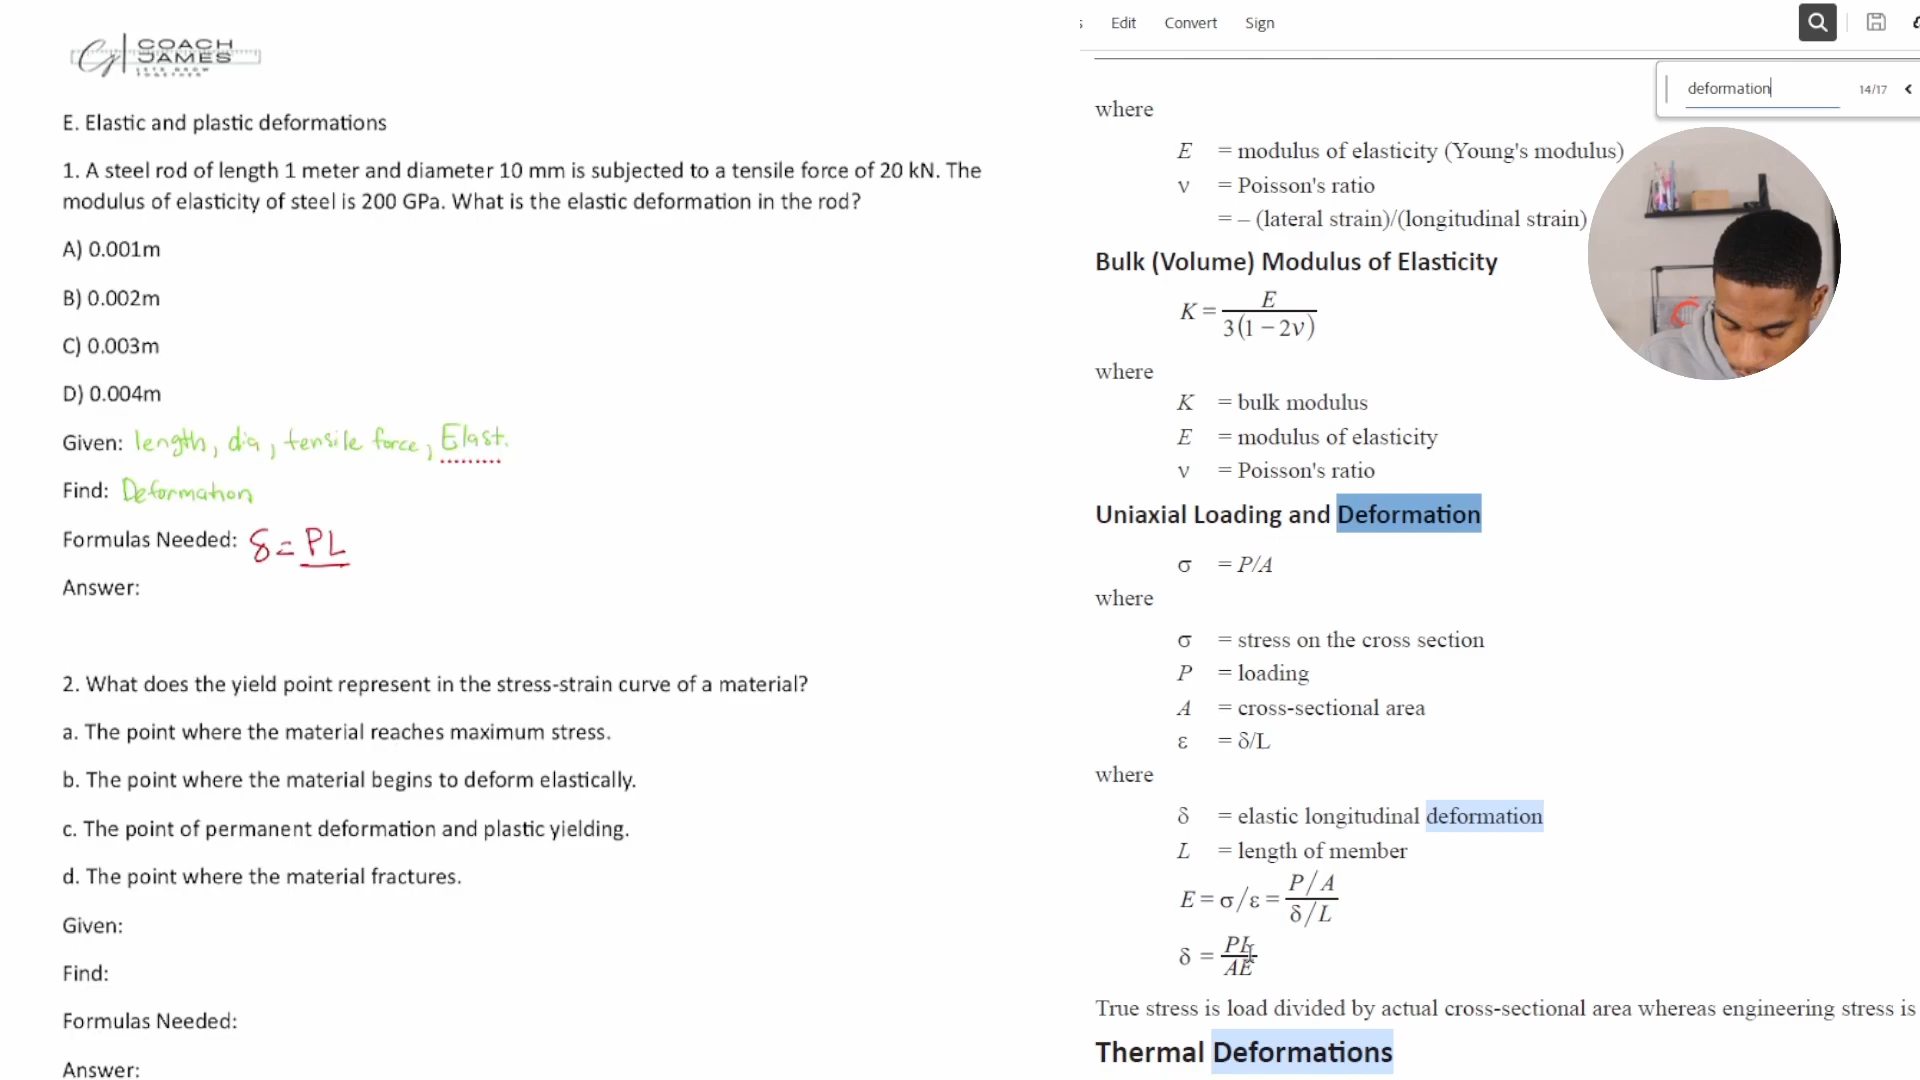 COACH
JAMES
E. Elastic and plastic deformations
1. A steel rod of length 1 meter and diameter 10 mm is subjected to a tensile force of 20 kN. The
modulus of elasticity of steel is 200 GPa. What is the elastic deformation in the rod?
A) 0.001m
B) 0.002m
C) 0.003m
D) 0.004m
Given: length, dia, tensile force, Elast.
Find: Deformation
Formulas Needed: δ = PL
Answer:
2. What does the yield point represent in the stress-strain curve of a material?
a. The point where the material reaches maximum stress.
b. The point where the material begins to deform elastically.
c. The point of permanent deformation and plastic yielding.
d. The point where the material fractures.
Given:
Find:
Formulas Needed:
Answer:
Edit Convert Sign
deformation 14/17
where
E = modulus of elasticity (Young's modulus)
ν = Poisson's ratio
= – (lateral strain)/(longitudinal strain)
Bulk (Volume) Modulus of Elasticity
K = E / 3(1 − 2ν)
where
K = bulk modulus
E = modulus of elasticity
ν = Poisson's ratio
Uniaxial Loading and Deformation
σ = P/A
where
σ = stress on the cross section
P = loading
A = cross-sectional area
ε = δ/L
where
δ = elastic longitudinal deformation
L = length of member
E = σ/ε = P/A / δ/L
δ = PL / AE
True stress is load divided by actual cross-sectional area whereas engineering stress is
Thermal Deformations